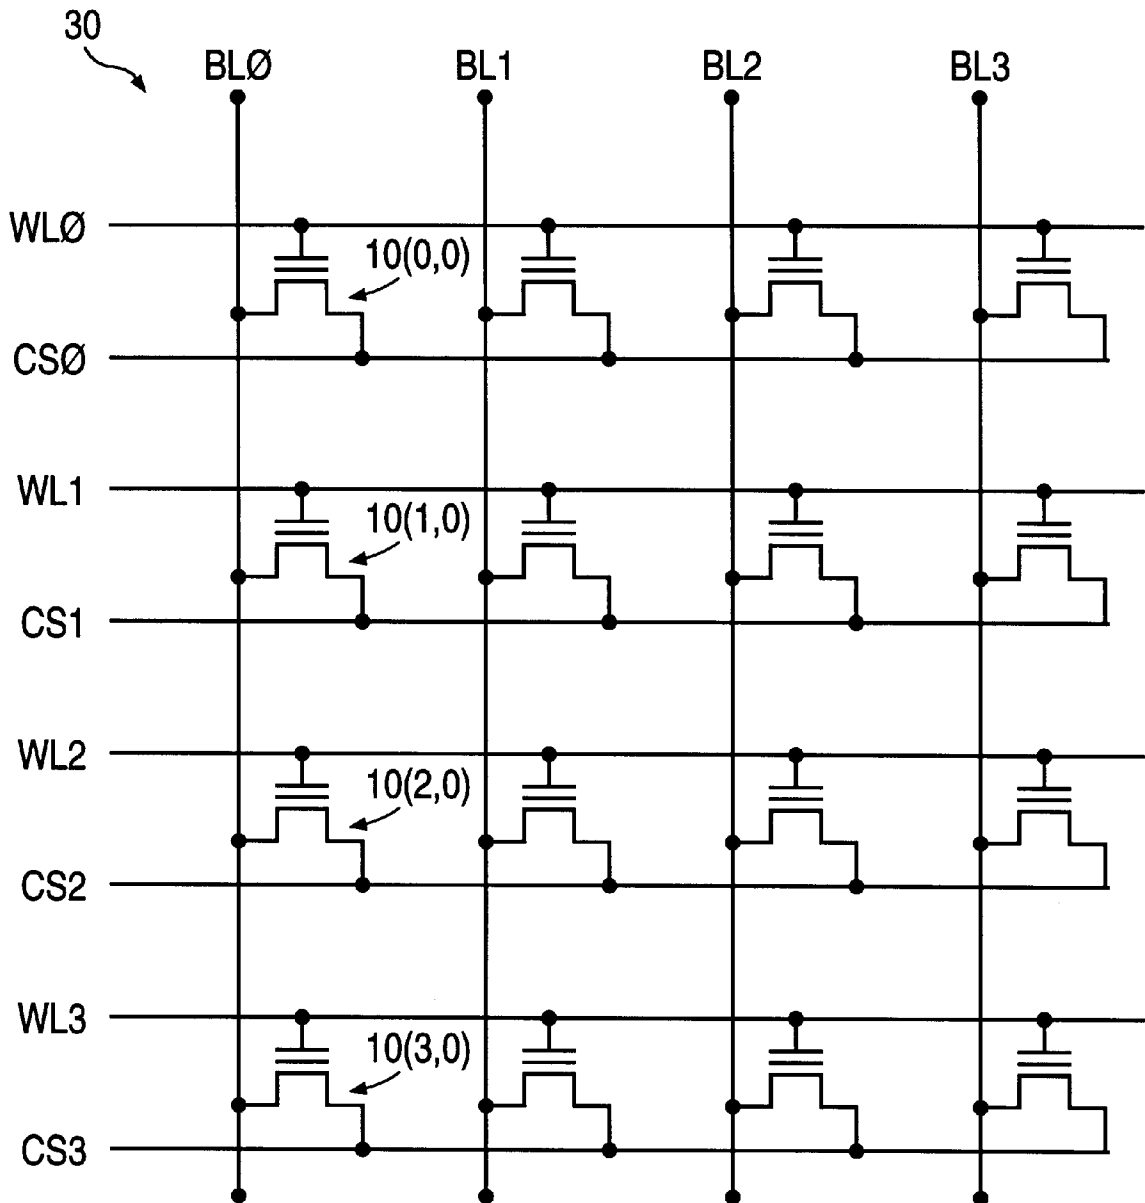 30
BLØ BL1 BL2 BL3
WLØ
10(0,0)
CSØ
WL1
10(1,0)
CS1
WL2
10(2,0)
CS2
WL3
10(3,0)
CS3